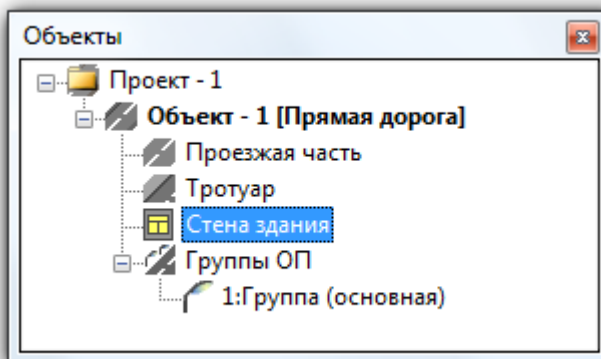 Объекты
Проект - 1
Объект - 1 [Прямая дорога]
Проезжая часть
Тротуар
Стена здания
Группы ОП
1:Группа (основная)